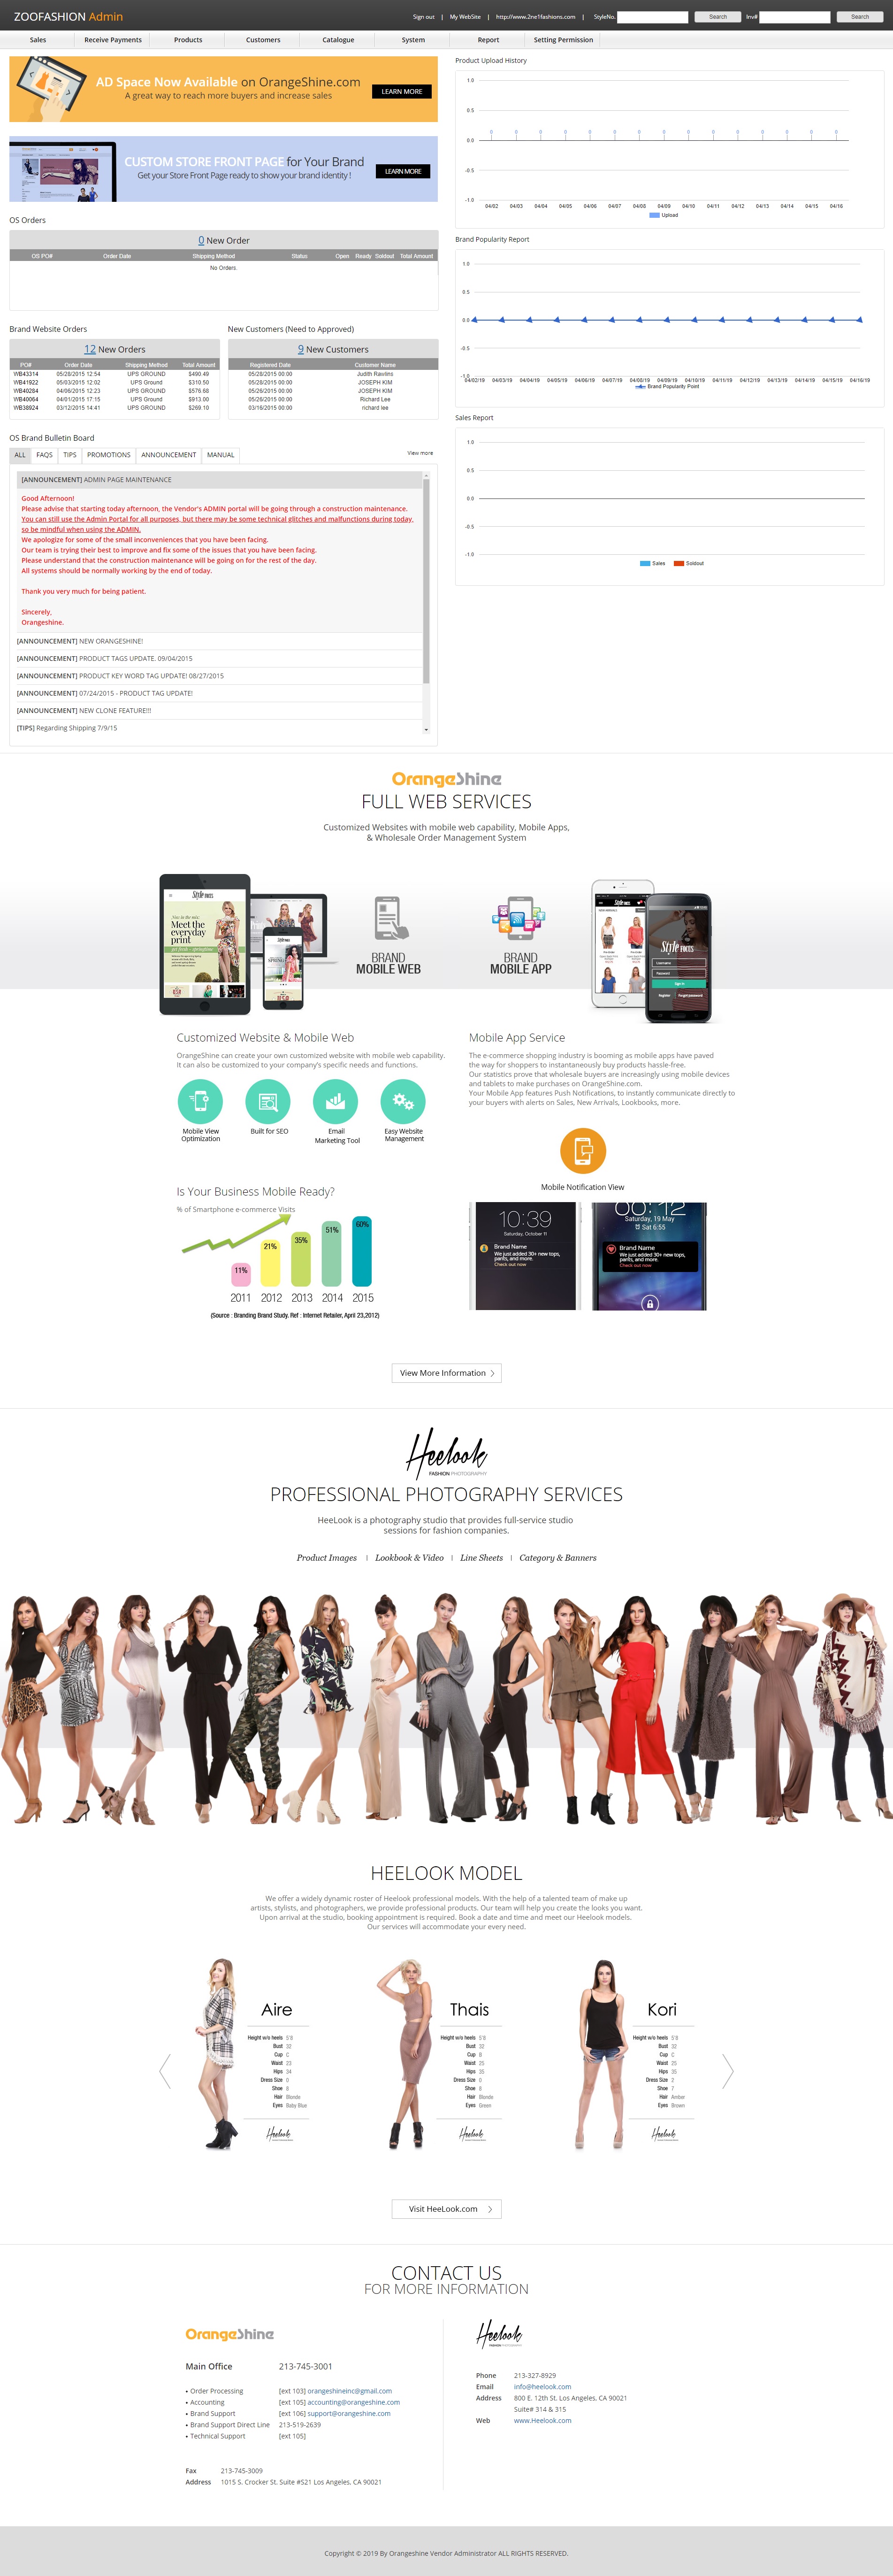 ZOOFASHION Admin
Sign out | My WebSite | http://www.2ne1fashions.com | StyleNo. Search Inv# Search
Sales Receive Payments Products Customers Catalogue System Report Setting Permission
AD Space Now Available on OrangeShine.com
A great way to reach more buyers and increase sales
LEARN MORE
CUSTOM STORE FRONT PAGE for Your Brand
Get your Store Front Page ready to show your brand identity !
LEARN MORE
OS Orders
0 New Order
OS PO# Order Date Shipping Method Status Open Ready Soldout Total Amount
No Orders.
Brand Website Orders
12 New Orders
PO# Order Date Shipping Method Total Amount
WB43314 05/28/2015 12:54 UPS GROUND $490.49
WB41922 05/03/2015 12:02 UPS Ground $310.50
WB40284 04/06/2015 12:23 UPS GROUND $576.68
WB40064 04/01/2015 17:15 UPS Ground $913.00
WB38924 03/12/2015 14:41 UPS GROUND $269.10
New Customers (Need to Approved)
9 New Customers
Registered Date Customer Name
05/28/2015 00:00 Judith Rawlins
05/28/2015 00:00 JOSEPH KIM
05/26/2015 00:00 JOSEPH KIM
05/26/2015 00:00 Richard Lee
03/16/2015 00:00 richard lee
OS Brand Bulletin Board
ALL FAQS TIPS PROMOTIONS ANNOUNCEMENT MANUAL
View more
[ANNOUNCEMENT] ADMIN PAGE MAINTENANCE
Good Afternoon!
Please advise that starting today afternoon, the Vendor's ADMIN portal will be going through a construction maintenance.
You can still use the Admin Portal for all purposes, but there may be some technical glitches and malfunctions during today,
so be mindful when using the ADMIN.
We apologize for some of the small inconveniences that you have been facing.
Our team is trying their best to improve and fix some of the issues that you have been facing.
Please understand that the construction maintenance will be going on for the rest of the day.
All systems should be normally working by the end of today.
Thank you very much for being patient.
Sincerely,
Orangeshine.
[ANNOUNCEMENT] NEW ORANGESHINE!
[ANNOUNCEMENT] PRODUCT TAGS UPDATE. 09/04/2015
[ANNOUNCEMENT] PRODUCT KEY WORD TAG UPDATE! 08/27/2015
[ANNOUNCEMENT] 07/24/2015 - PRODUCT TAG UPDATE!
[ANNOUNCEMENT] NEW CLONE FEATURE!!!
[TIPS] Regarding Shipping 7/9/15
Product Upload History
1.0
0.5
0 0 0 0 0 0 0 0 0 0 0 0 0 0 0
0.0
-0.5
-1.0
04/02 04/03 04/04 04/05 04/06 04/07 04/08 04/09 04/10 04/11 04/12 04/13 04/14 04/15 04/16
Upload
Brand Popularity Report
1.0
0.5
0.0
-0.5
-1.0
04/02/19 04/03/19 04/04/19 04/05/19 04/06/19 04/07/19 04/08/19 04/09/19 04/10/19 04/11/19 04/12/19 04/13/19 04/14/19 04/15/19 04/16/19
Brand Popularity Point
Sales Report
1.0
0.5
0.0
-0.5
-1.0
Sales Soldout
OrangeShine
FULL WEB SERVICES
Customized Websites with mobile web capability, Mobile Apps,
& Wholesale Order Management System
Meet the
everyday
print
BRAND
MOBILE WEB
BRAND
MOBILE APP
Style FACTS
Customized Website & Mobile Web
OrangeShine can create your own customized website with mobile web capability.
It can also be customized to your company's specific needs and functions.
Mobile View
Optimization
Built for SEO
Email
Marketing Tool
Easy Website
Management
Mobile App Service
The e-commerce shopping industry is booming as mobile apps have paved
the way for shoppers to instantaneously buy products hassle-free.
Our statistics prove that wholesale buyers are increasingly using mobile devices
and tablets to make purchases on OrangeShine.com.
Your Mobile App features Push Notifications, to instantly communicate directly to
your buyers with alerts on Sales, New Arrivals, Lookbooks, more.
Mobile Notification View
10:39
Saturday, October 11
Brand Name
We just added 30+ new tops,
pants, and more.
Check out now
00:12
Saturday, 19 May
Sat 6:55
Brand Name
We just added 30+ new tops,
pants, and more.
Check out now
Is Your Business Mobile Ready?
% of Smartphone e-commerce Visits
11% 21% 35% 51% 60%
2011 2012 2013 2014 2015
(Source : Branding Brand Study. Ref : Internet Retailer, April 23,2012)
View More Information
Heelook
FASHION PHOTOGRAPHY
PROFESSIONAL PHOTOGRAPHY SERVICES
HeeLook is a photography studio that provides full-service studio
sessions for fashion companies.
Product Images | Lookbook & Video | Line Sheets | Category & Banners
HEELOOK MODEL
We offer a widely dynamic roster of Heelook professional models. With the help of a talented team of make up
artists, stylists, and photographers, we provide professional products. Our team will help you create the looks you want.
Upon arrival at the studio, booking appointment is required. Book a date and time and meet our Heelook models.
Our services will accommodate your every need.
Aire
Height w/o heels 5'8
Bust 32
Cup C
Waist 23
Hips 34
Dress Size 0
Shoe 8
Hair Blonde
Eyes Baby Blue
Heelook
Thais
Height w/o heels 5'8
Bust 32
Cup B
Waist 25
Hips 35
Dress Size 0
Shoe 8
Hair Blonde
Eyes Green
Heelook
Kori
Height w/o heels 5'8
Bust 32
Cup C
Waist 25
Hips 35
Dress Size 2
Shoe 7
Hair Amber
Eyes Brown
Heelook
Visit HeeLook.com
CONTACT US
FOR MORE INFORMATION
OrangeShine
Main Office 213-745-3001
• Order Processing [ext 103] orangeshineinc@gmail.com
• Accounting [ext 105] accounting@orangeshine.com
• Brand Support [ext 106] support@orangeshine.com
• Brand Support Direct Line 213-519-2639
• Technical Support [ext 105]
Fax 213-745-3009
Address 1015 S. Crocker St. Suite #S21 Los Angeles, CA 90021
Heelook
Phone 213-327-8929
Email info@heelook.com
Address 800 E. 12th St. Los Angeles, CA 90021
Suite# 314 & 315
Web www.Heelook.com
Copyright © 2019 By Orangeshine Vendor Administrator ALL RIGHTS RESERVED.